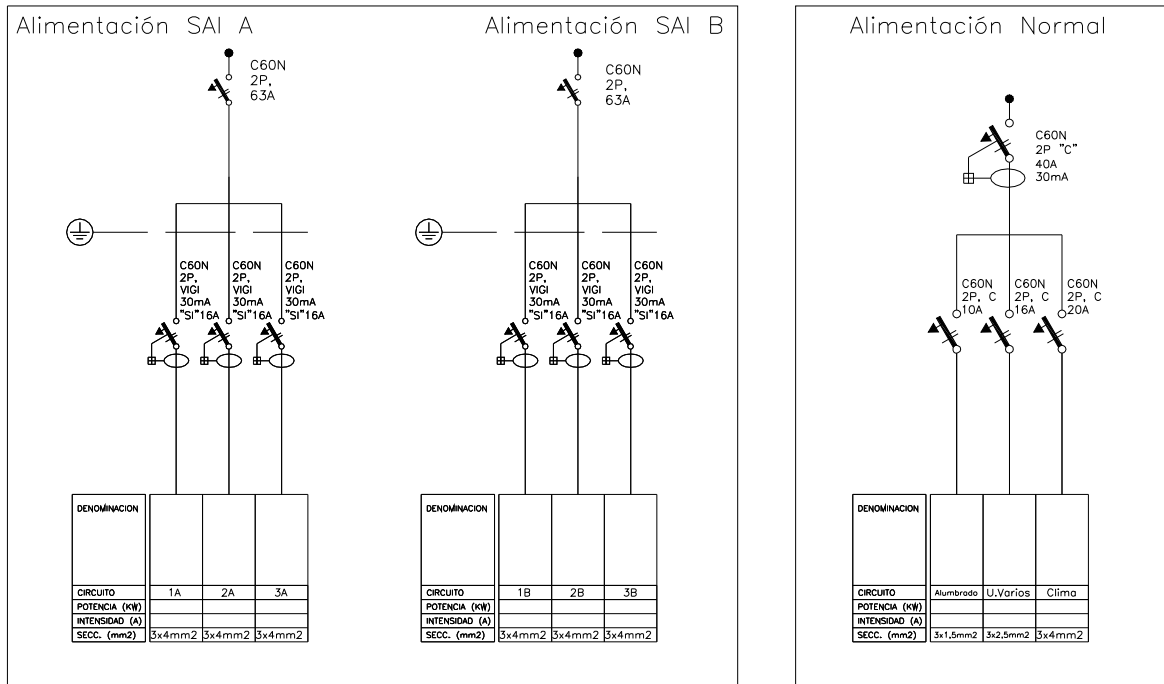 Alimentación SAI A
C60N
2P,
63A
C60N
2P,
VIGI
30mA
"SI"16A
C60N
2P,
VIGI
30mA
"SI"16A
C60N
2P,
VIGI
30mA
"SI"16A
DENOMINACION
CIRCUITO 1A 2A 3A
POTENCIA (KW)
INTENSIDAD (A)
SECC. (mm2) 3x4mm2 3x4mm2 3x4mm2
Alimentación SAI B
C60N
2P,
63A
C60N
2P,
VIGI
30mA
"SI"16A
C60N
2P,
VIGI
30mA
"SI"16A
C60N
2P,
VIGI
30mA
"SI"16A
DENOMINACION
CIRCUITO 1B 2B 3B
POTENCIA (KW)
INTENSIDAD (A)
SECC. (mm2) 3x4mm2 3x4mm2 3x4mm2
Alimentación Normal
C60N
2P "C"
40A
30mA
C60N
2P, C
10A
C60N
2P, C
16A
C60N
2P, C
20A
DENOMINACION
CIRCUITO Alumbrado U.Varios Clima
POTENCIA (KW)
INTENSIDAD (A)
SECC. (mm2) 3x1,5mm2 3x2,5mm2 3x4mm2